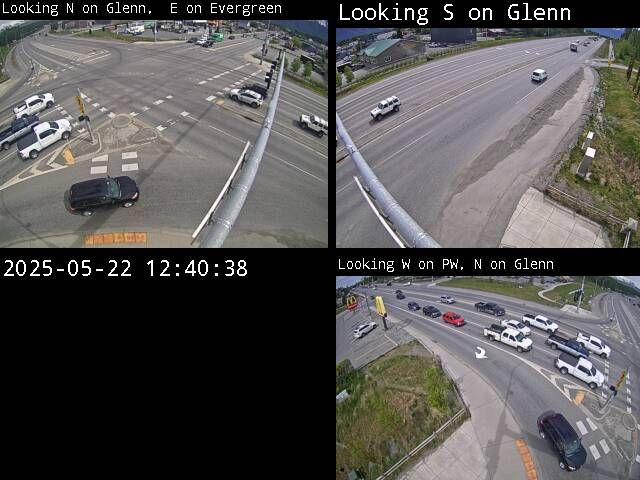 Looking N on Glenn,  E on Evergreen
Looking S on Glenn
2025-05-22 12:40:38
Looking W on PW, N on Glenn